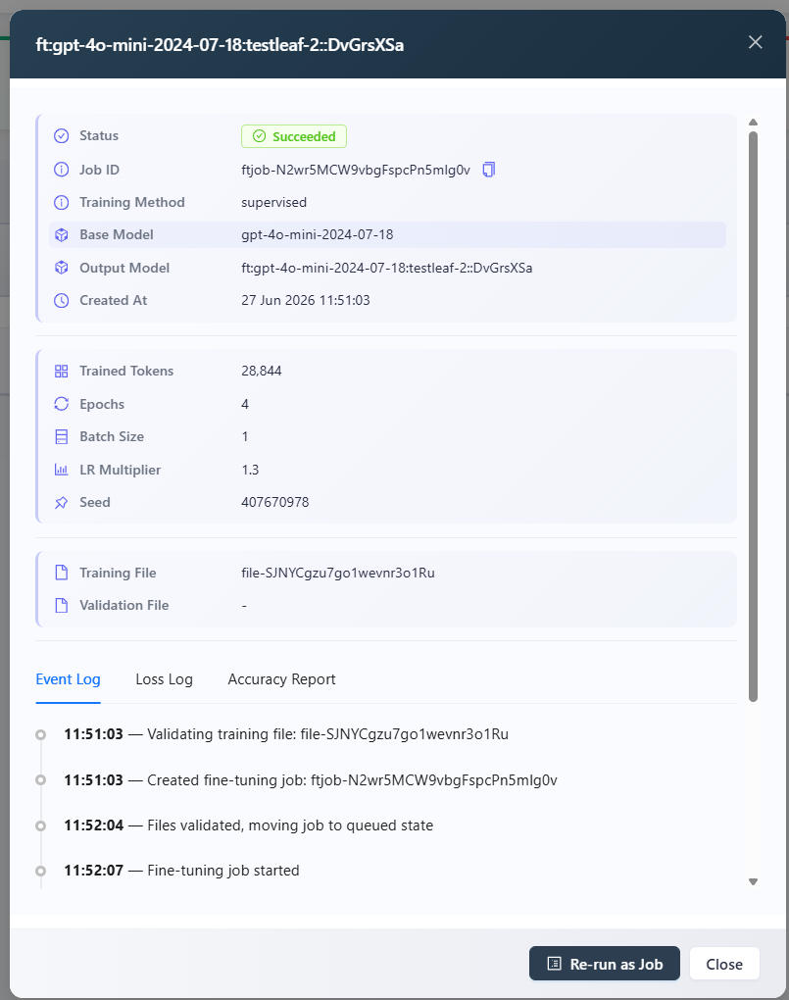 ft:gpt-4o-mini-2024-07-18:testleaf-2::DvGrsXSa
Status Succeeded
Job ID ftjob-N2wr5MCW9vbgFspcPn5mIg0v
Training Method supervised
Base Model gpt-4o-mini-2024-07-18
Output Model ft:gpt-4o-mini-2024-07-18:testleaf-2::DvGrsXSa
Created At 27 Jun 2026 11:51:03
Trained Tokens 28,844
Epochs 4
Batch Size 1
LR Multiplier 1.3
Seed 407670978
Training File file-SJNYCgzu7go1wevnr3o1Ru
Validation File -
Event Log Loss Log Accuracy Report
11:51:03 — Validating training file: file-SJNYCgzu7go1wevnr3o1Ru
11:51:03 — Created fine-tuning job: ftjob-N2wr5MCW9vbgFspcPn5mIg0v
11:52:04 — Files validated, moving job to queued state
11:52:07 — Fine-tuning job started
Re-run as Job Close